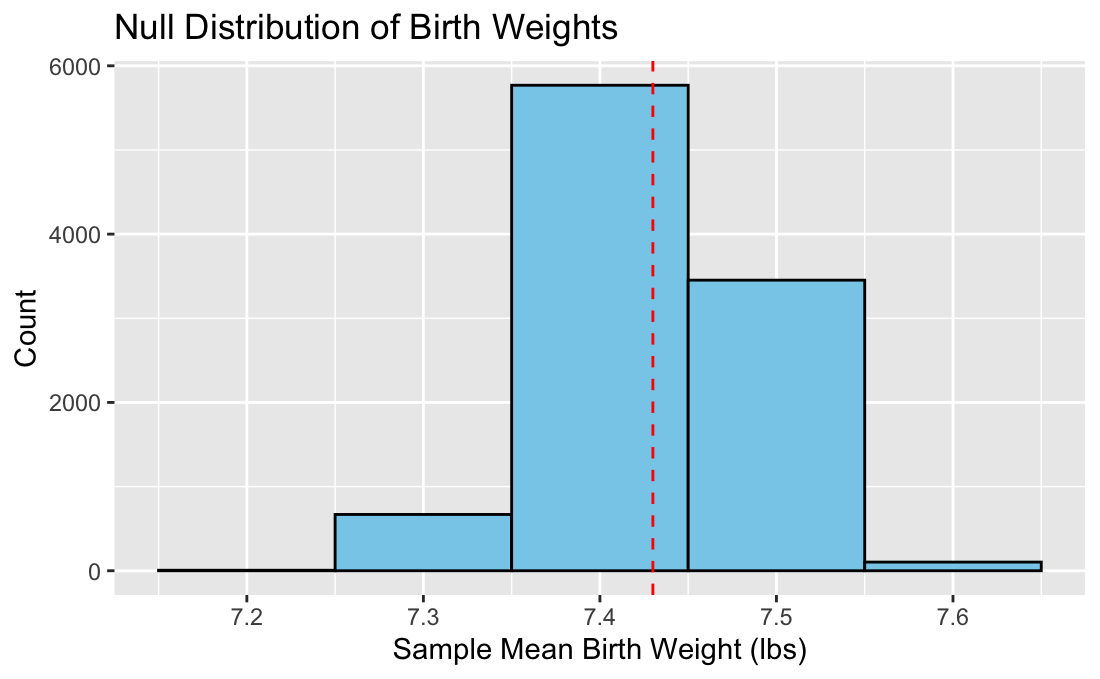 Null Distribution of Birth Weights
6000
4000
2000
0
Count
7.2 7.3 7.4 7.5 7.6
Sample Mean Birth Weight (lbs)